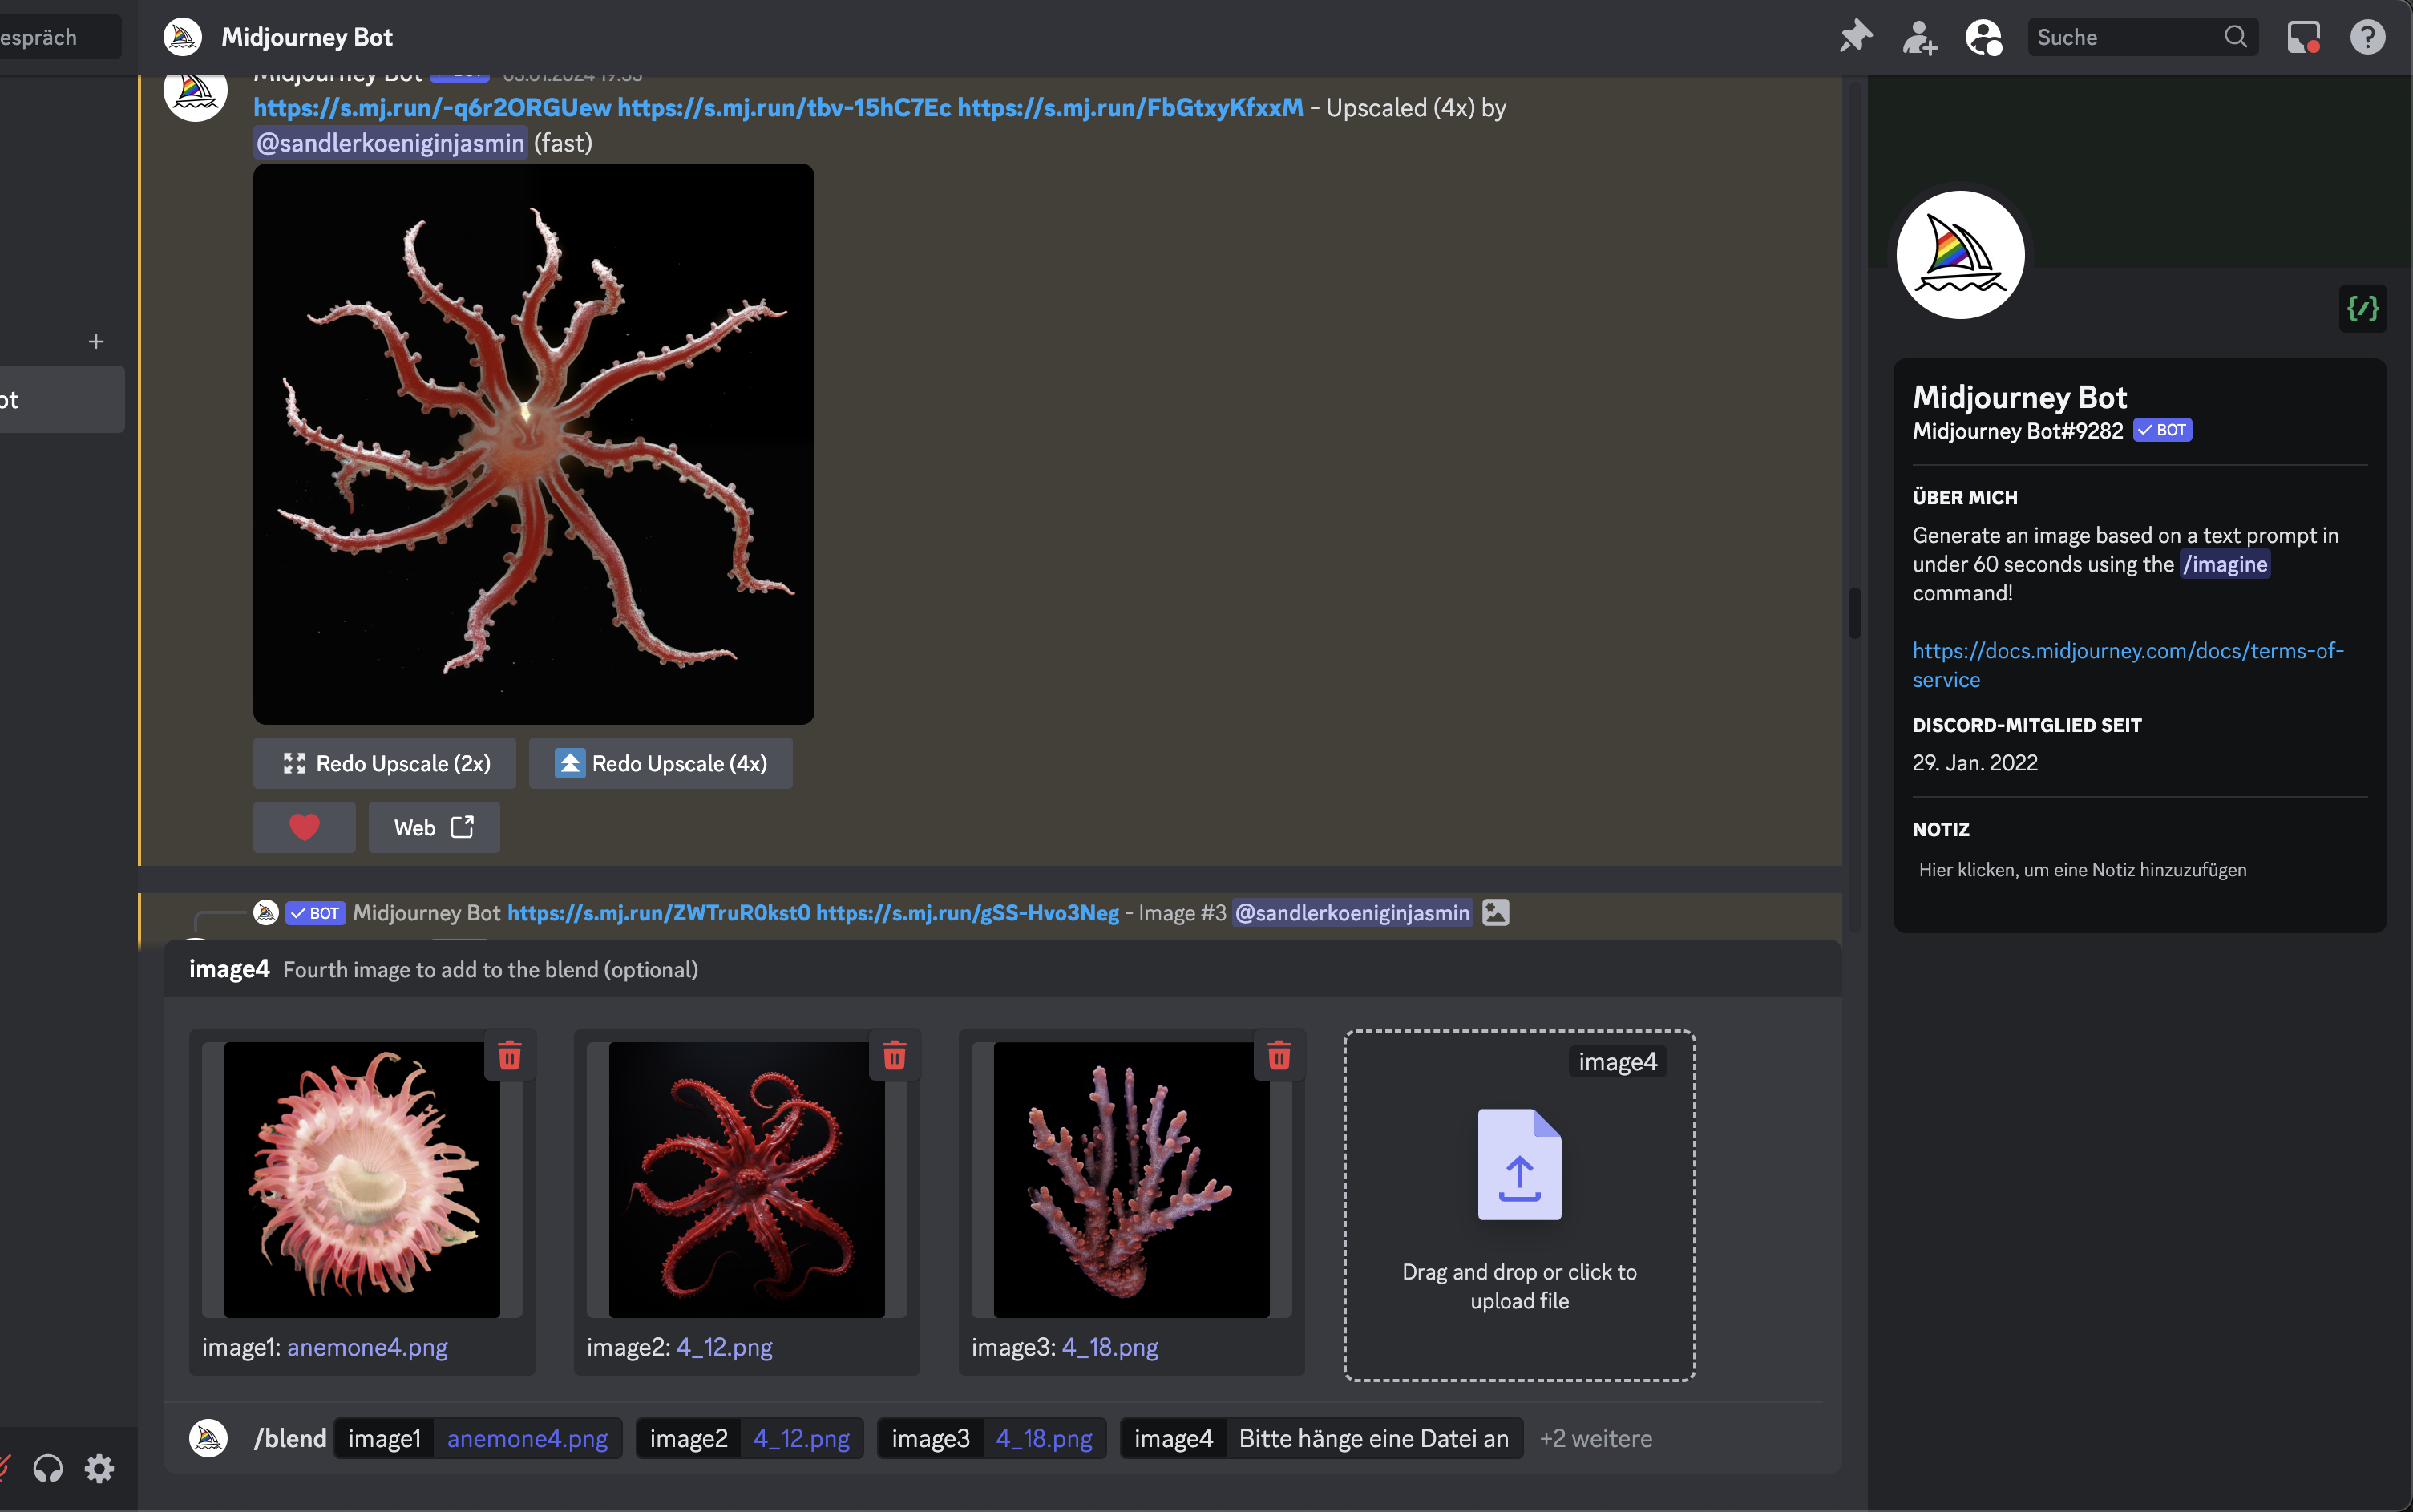 espräch
Midjourney Bot
Suche
Midjourney Bot BOT 03.01.2024 19:33
https://s.mj.run/-q6r2ORGUew https://s.mj.run/tbv-15hC7Ec https://s.mj.run/FbGtxyKfxxM - Upscaled (4x) by
@sandlerkoeniginjasmin (fast)
Redo Upscale (2x) Redo Upscale (4x)
Web
BOT Midjourney Bot https://s.mj.run/ZWTruR0kst0 https://s.mj.run/gSS-Hvo3Neg - Image #3 @sandlerkoeniginjasmin
image4 Fourth image to add to the blend (optional)
image4
Drag and drop or click to
upload file
image1: anemone4.png
image2: 4_12.png
image3: 4_18.png
/blend image1 anemone4.png image2 4_12.png image3 4_18.png image4 Bitte hänge eine Datei an +2 weitere
ot
Midjourney Bot
Midjourney Bot#9282 BOT
ÜBER MICH
Generate an image based on a text prompt in
under 60 seconds using the /imagine
command!
https://docs.midjourney.com/docs/terms-of-
service
DISCORD-MITGLIED SEIT
29. Jan. 2022
NOTIZ
Hier klicken, um eine Notiz hinzuzufügen